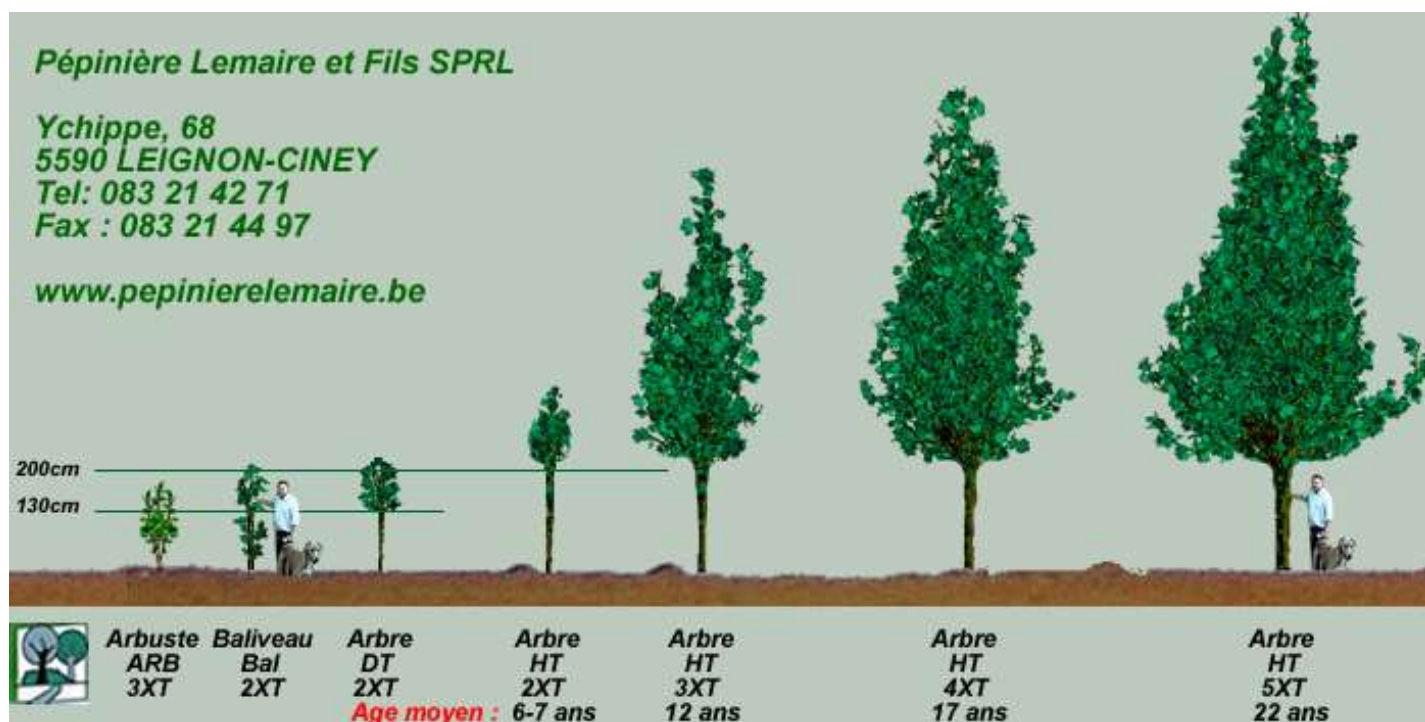 Pépinière Lemaire et Fils SPRL
Ychippe, 68
5590 LEIGNON-CINEY
Tel: 083 21 42 71
Fax : 083 21 44 97
www.pepinierelemaire.be
200cm
130cm
Arbuste Baliveau Arbre Arbre Arbre Arbre Arbre
ARB Bal DT HT HT HT HT
3XT 2XT 2XT 2XT 3XT 4XT 5XT
Age moyen : 6-7 ans 12 ans 17 ans 22 ans